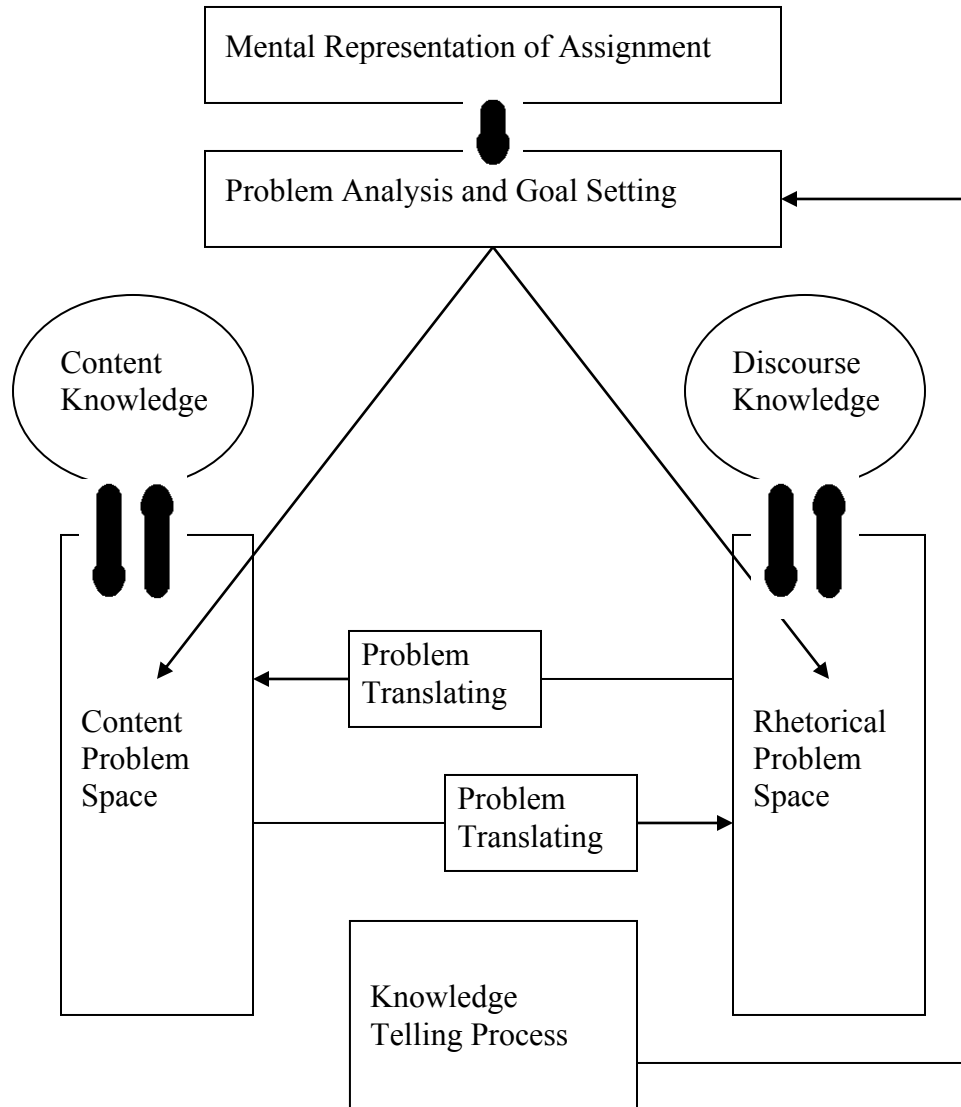 Mental Representation of Assignment
Problem Analysis and Goal Setting
Content
Knowledge
Discourse
Knowledge
Problem
Translating
Content
Problem
Space
Rhetorical
Problem
Space
Problem
Translating
Knowledge
Telling Process